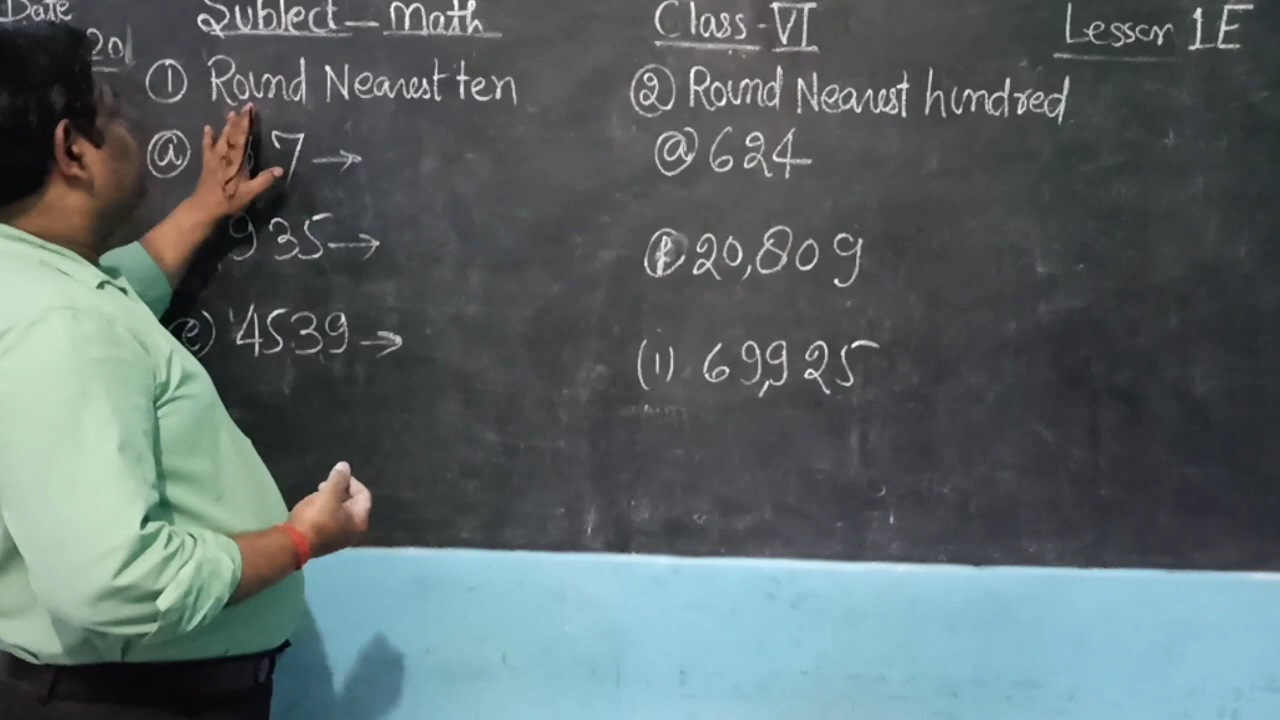 Date Subject - Math Class - VI Lesson 1E
① Round Nearest ten
ⓐ 7 →
935 →
e) 4539 →
② Round Nearest hundred
ⓐ 624
20,809
(1) 69,925